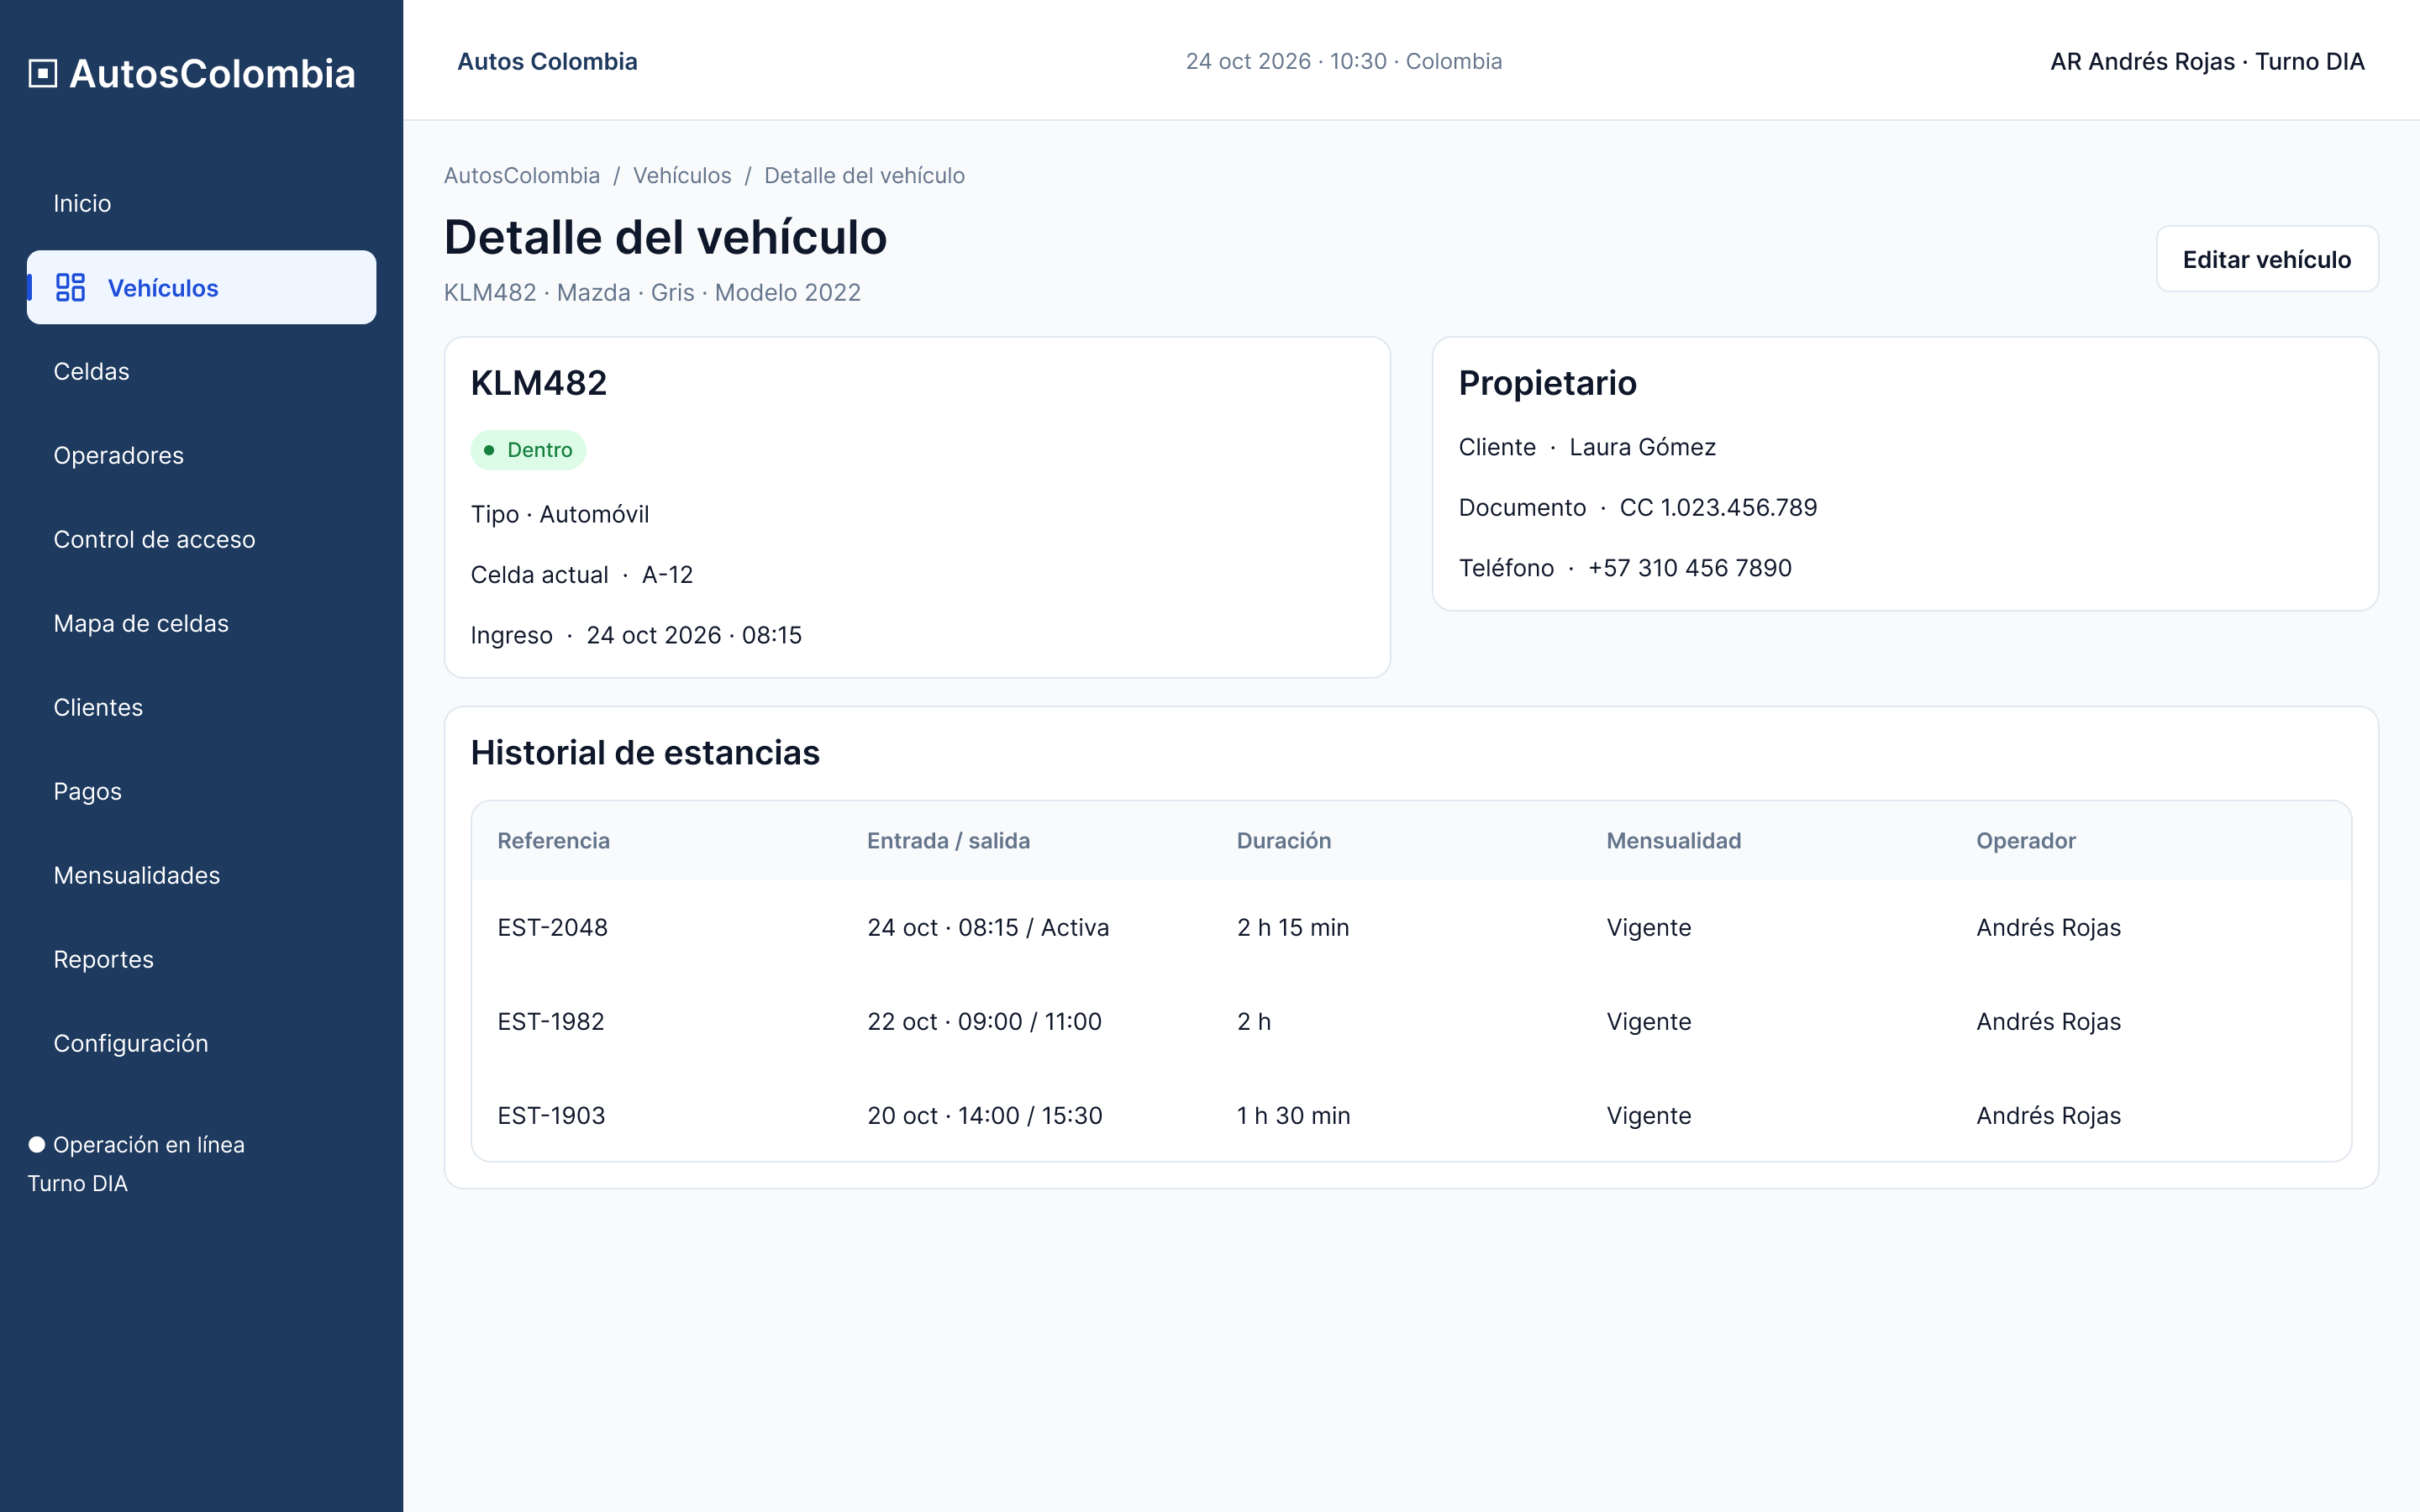 AutosColombia
Inicio
Vehículos
Celdas
Operadores
Control de acceso
Mapa de celdas
Clientes
Pagos
Mensualidades
Reportes
Configuración
Operación en línea
Turno DIA
Autos Colombia
24 oct 2026 · 10:30 · Colombia
AR Andrés Rojas · Turno DIA
AutosColombia / Vehículos / Detalle del vehículo
Detalle del vehículo
KLM482 · Mazda · Gris · Modelo 2022
Editar vehículo
KLM482
Dentro
Tipo · Automóvil
Celda actual · A-12
Ingreso · 24 oct 2026 · 08:15
Propietario
Cliente · Laura Gómez
Documento · CC 1.023.456.789
Teléfono · +57 310 456 7890
Historial de estancias
Referencia Entrada / salida Duración Mensualidad Operador
EST-2048 24 oct · 08:15 / Activa 2 h 15 min Vigente Andrés Rojas
EST-1982 22 oct · 09:00 / 11:00 2 h Vigente Andrés Rojas
EST-1903 20 oct · 14:00 / 15:30 1 h 30 min Vigente Andrés Rojas